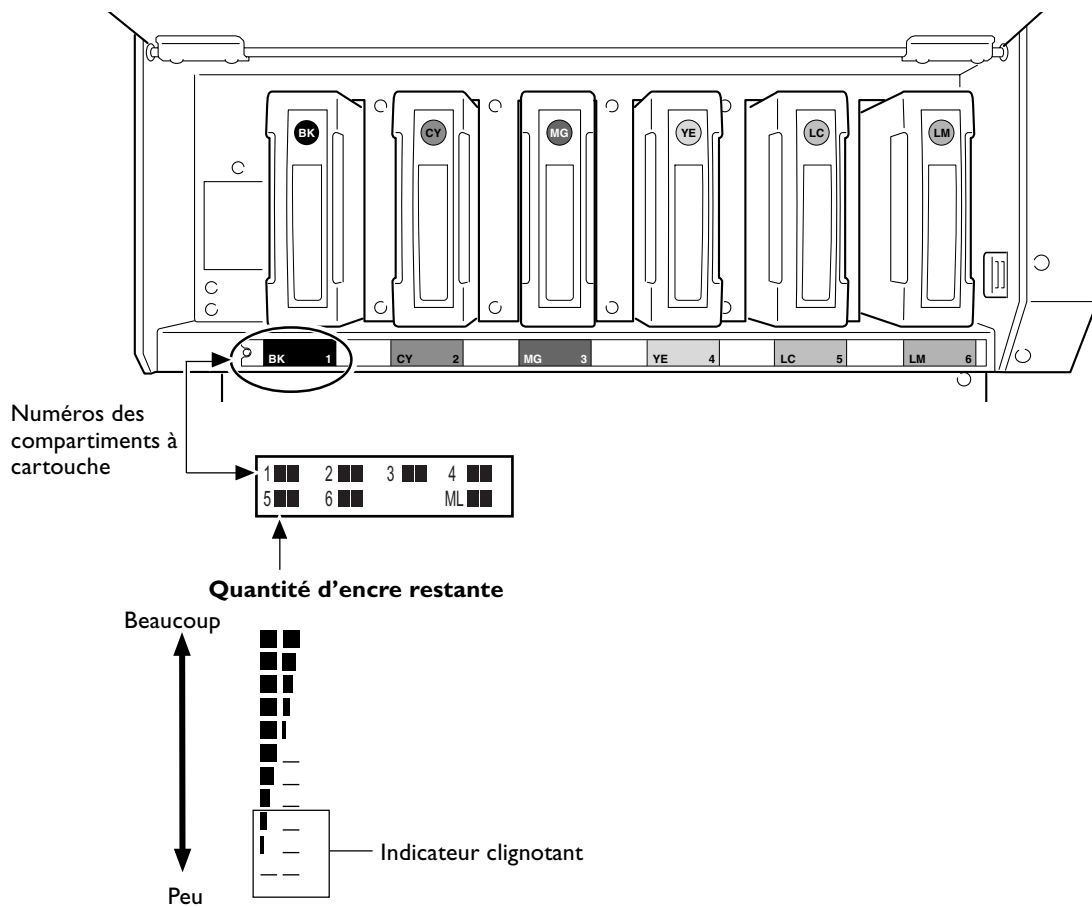 BK CY MG YE LC LM
BK 1 CY 2 MG 3 YE 4 LC 5 LM 6
Numéros des
compartiments à
cartouche
1 2 3 4
5 6 ML
Quantité d’encre restante
Beaucoup
Indicateur clignotant
Peu